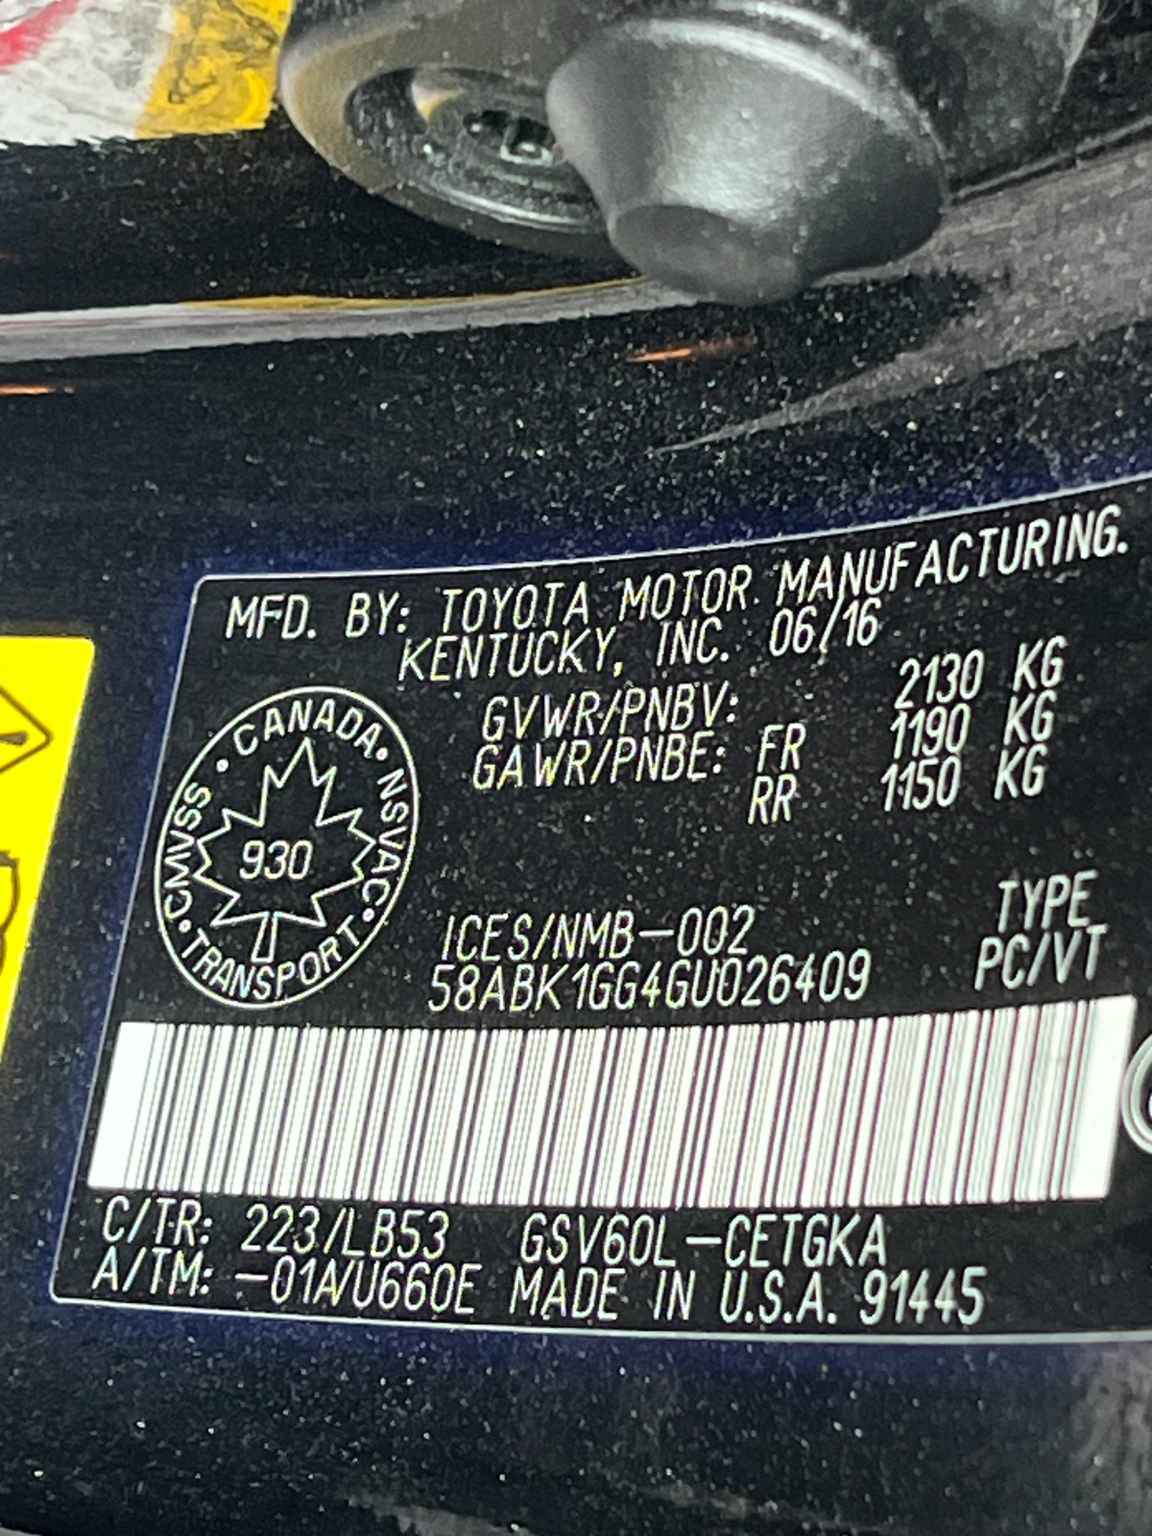 MFD. BY: TOYOTA MOTOR MANUFACTURING.
KENTUCKY, INC. 06/16
GVWR/PNBV: 2130 KG
GAWR/PNBE: FR 1190 KG
RR 1150 KG
CMVSS • CANADA • NSVAC • TRANSPORT •
930
ICES/NMB-002 TYPE
58ABK1GG4GU026409 PC/VT
C/TR: 223/LB53 GSV60L-CETGKA
A/TM: -01A/U660E MADE IN U.S.A. 91445